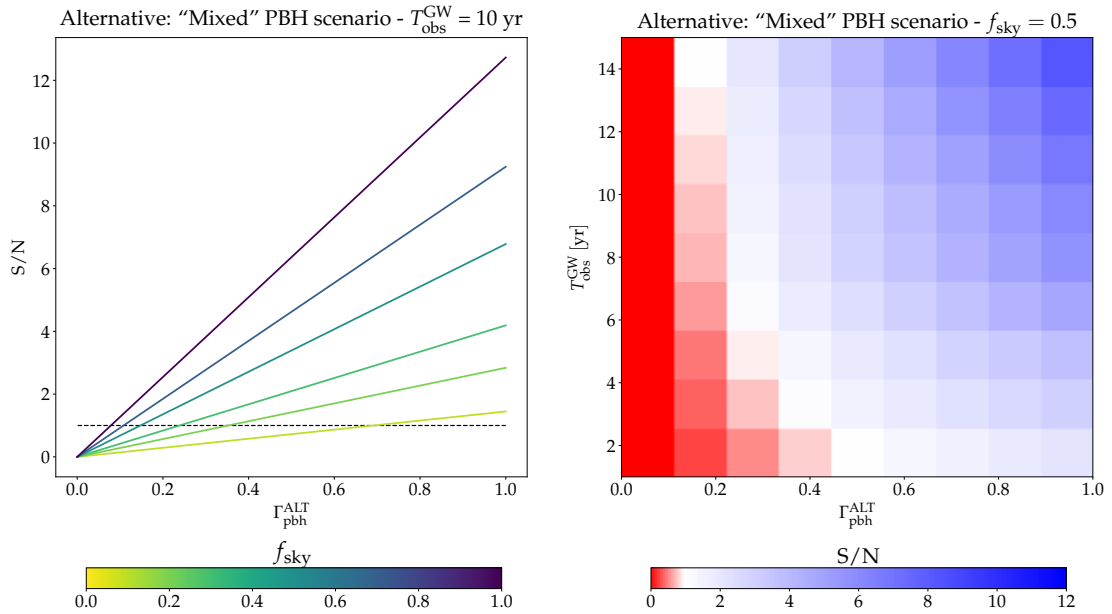 Alternative: “Mixed” PBH scenario - T_obs^GW = 10 yr
S/N
12
10
8
6
4
2
0
0.0 0.2 0.4 0.6 0.8 1.0
Γ_pbh^ALT
f_sky
0.0 0.2 0.4 0.6 0.8 1.0
Alternative: “Mixed” PBH scenario - f_sky = 0.5
T_obs^GW [yr]
14
12
10
8
6
4
2
0.0 0.2 0.4 0.6 0.8 1.0
Γ_pbh^ALT
S/N
0 2 4 6 8 10 12